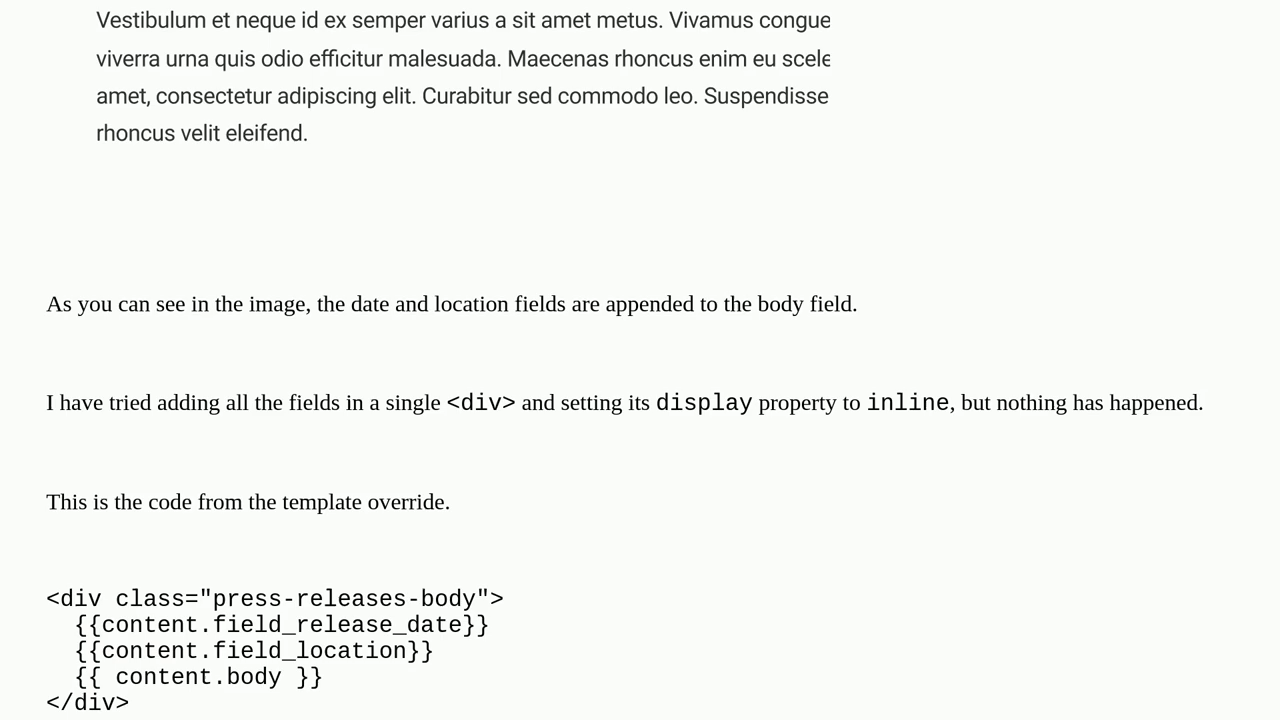 Vestibulum et neque id ex semper varius a sit amet metus. Vivamus congue
viverra urna quis odio efficitur malesuada. Maecenas rhoncus enim eu scele
amet, consectetur adipiscing elit. Curabitur sed commodo leo. Suspendisse
rhoncus velit eleifend.
As you can see in the image, the date and location fields are appended to the body field.
I have tried adding all the fields in a single <div> and setting its display property to inline, but nothing has happened.
This is the code from the template override.
<div class="press-releases-body">
  {{content.field_release_date}}
  {{content.field_location}}
  {{ content.body }}
</div>